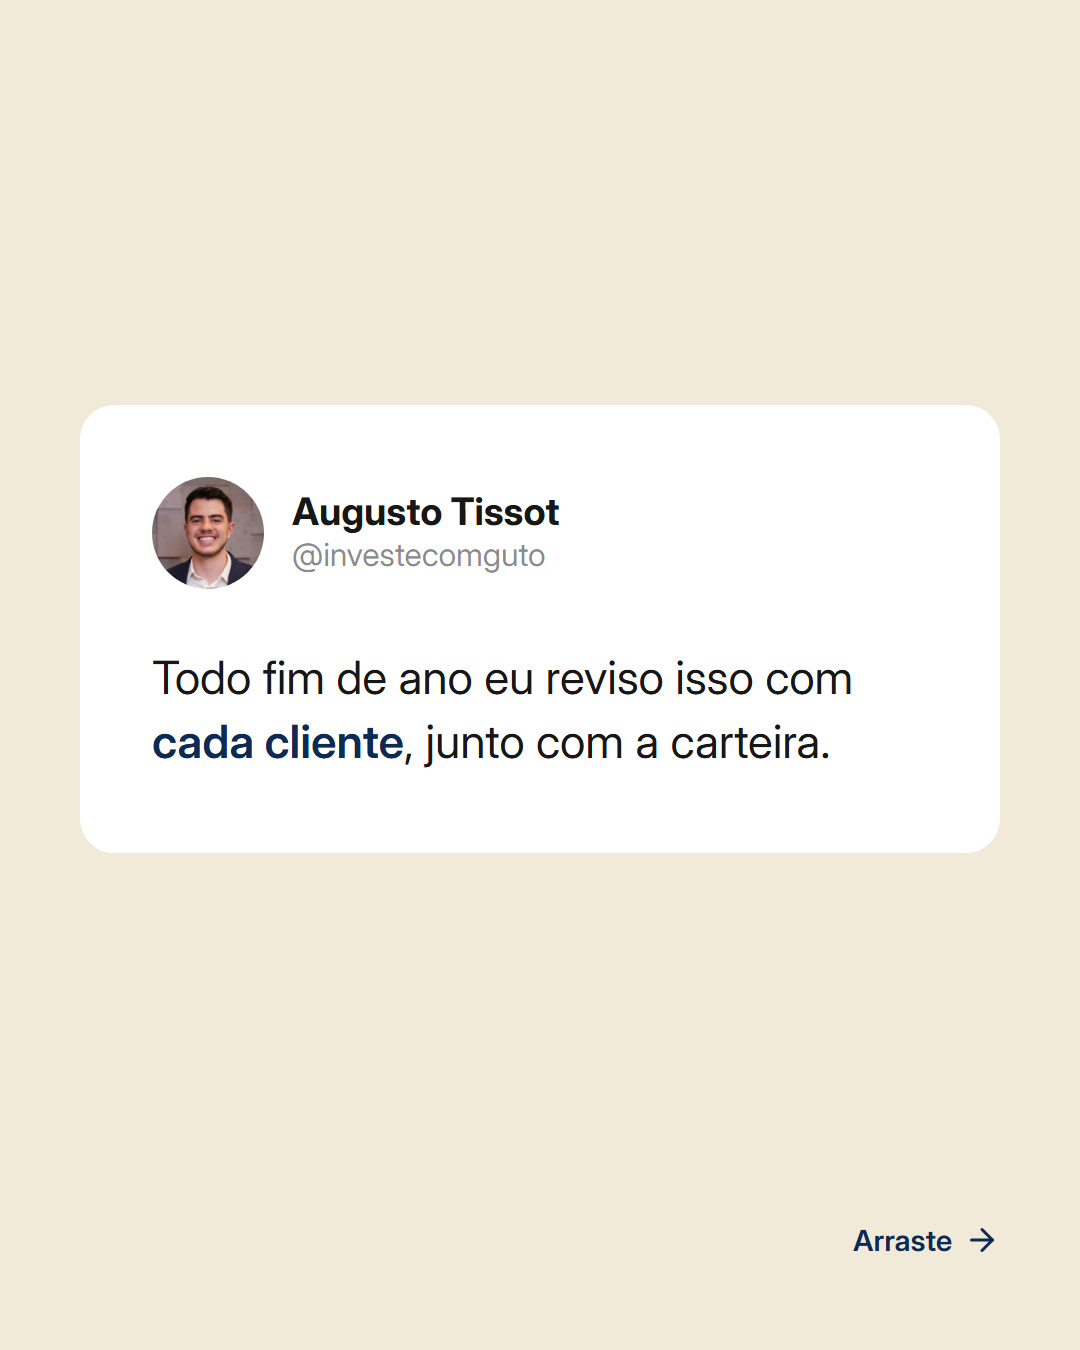 Augusto Tissot
@investecomguto
Todo fim de ano eu reviso isso com
cada cliente, junto com a carteira.
Arraste →